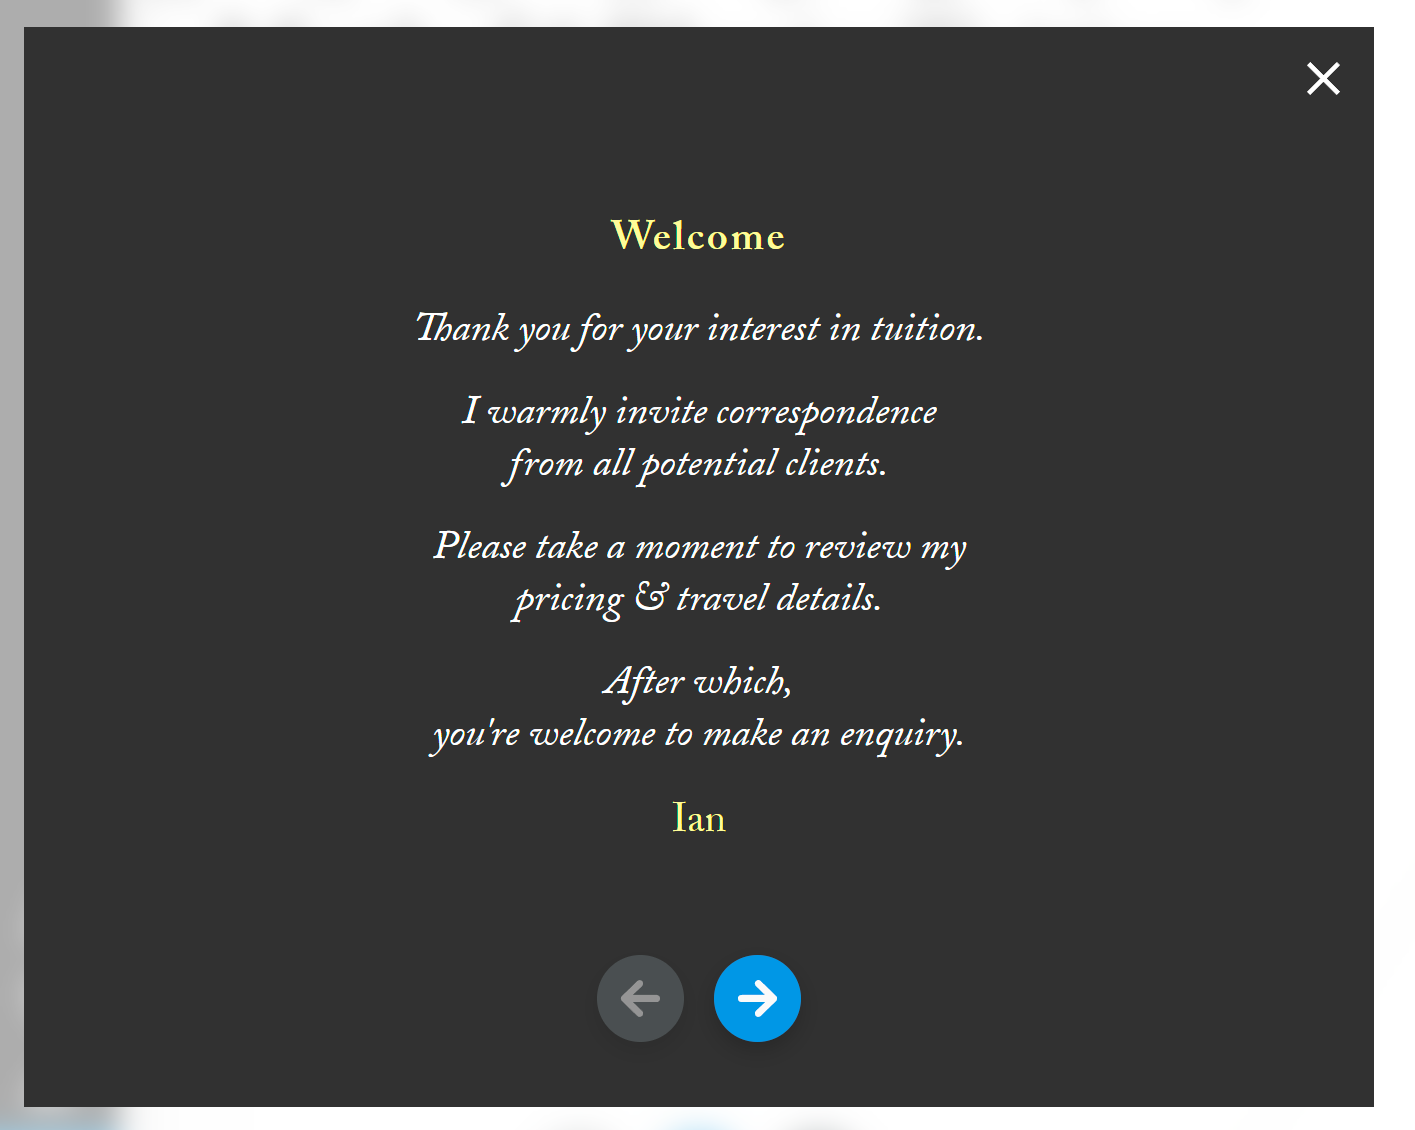 Welcome
Thank you for your interest in tuition.
I warmly invite correspondence
from all potential clients.
Please take a moment to review my
pricing & travel details.
After which,
you're welcome to make an enquiry.
Ian